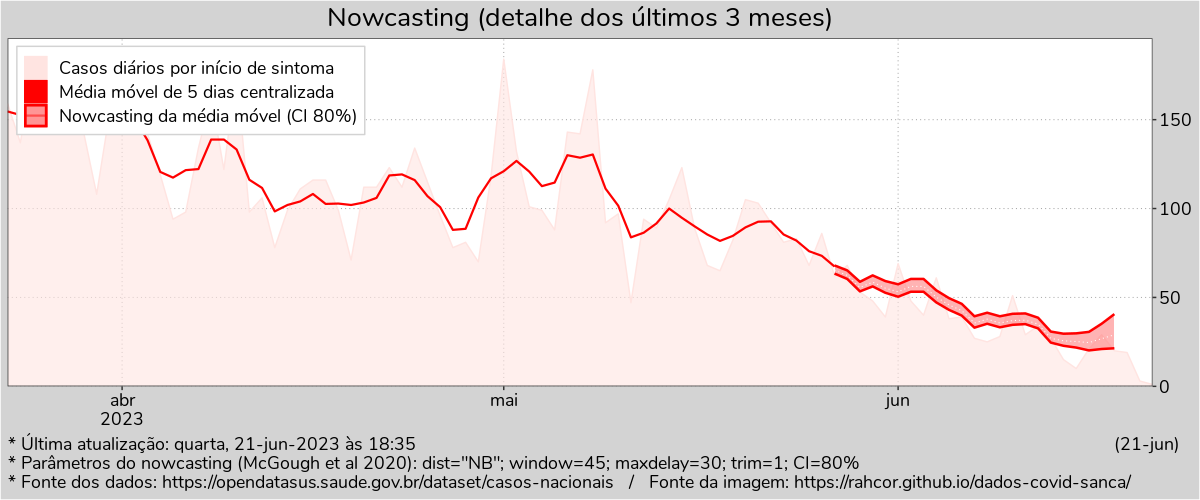 Nowcasting (detalhe dos últimos 3 meses)
Casos diários por início de sintoma
Média móvel de 5 dias centralizada
Nowcasting da média móvel (CI 80%)
150
100
50
0
abr
2023
mai
jun
* Última atualização: quarta, 21-jun-2023 às 18:35
(21-jun)
* Parâmetros do nowcasting (McGough et al 2020): dist="NB"; window=45; maxdelay=30; trim=1; CI=80%
* Fonte dos dados: https://opendatasus.saude.gov.br/dataset/casos-nacionais / Fonte da imagem: https://rahcor.github.io/dados-covid-sanca/